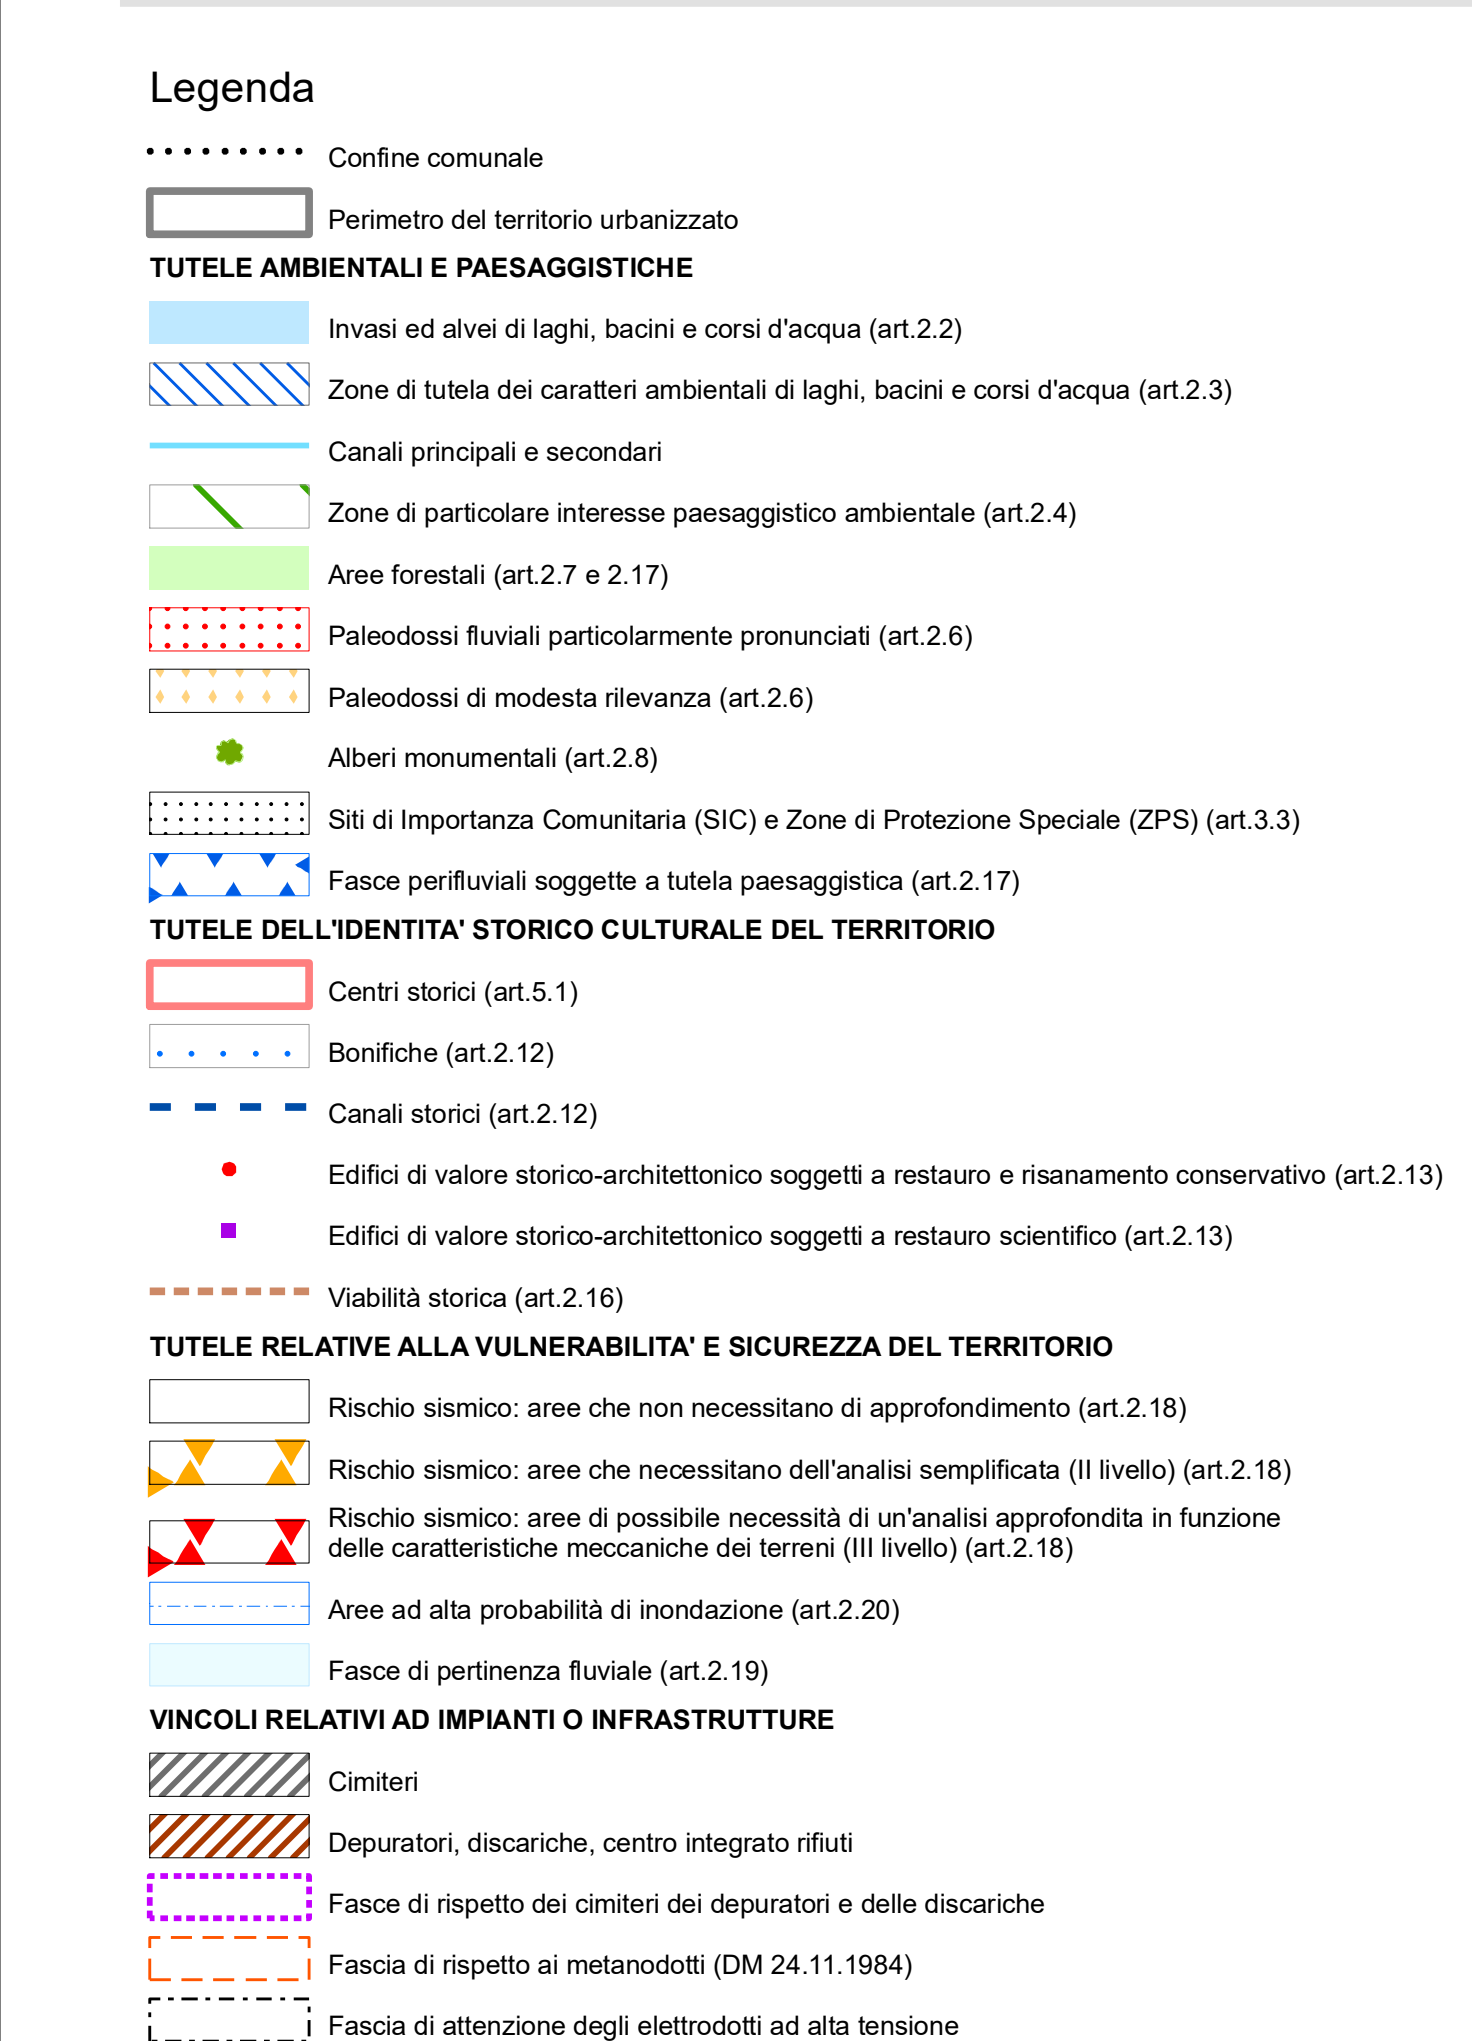 Legenda
Confine comunale
Perimetro del territorio urbanizzato
TUTELE AMBIENTALI E PAESAGGISTICHE
Invasi ed alvei di laghi, bacini e corsi d'acqua (art.2.2)
Zone di tutela dei caratteri ambientali di laghi, bacini e corsi d'acqua (art.2.3)
Canali principali e secondari
Zone di particolare interesse paesaggistico ambientale (art.2.4)
Aree forestali (art.2.7 e 2.17)
Paleodossi fluviali particolarmente pronunciati (art.2.6)
Paleodossi di modesta rilevanza (art.2.6)
Alberi monumentali (art.2.8)
Siti di Importanza Comunitaria (SIC) e Zone di Protezione Speciale (ZPS) (art.3.3)
Fasce perifluviali soggette a tutela paesaggistica (art.2.17)
TUTELE DELL'IDENTITA' STORICO CULTURALE DEL TERRITORIO
Centri storici (art.5.1)
Bonifiche (art.2.12)
Canali storici (art.2.12)
Edifici di valore storico-architettonico soggetti a restauro e risanamento conservativo (art.2.13)
Edifici di valore storico-architettonico soggetti a restauro scientifico (art.2.13)
Viabilità storica (art.2.16)
TUTELE RELATIVE ALLA VULNERABILITA' E SICUREZZA DEL TERRITORIO
Rischio sismico: aree che non necessitano di approfondimento (art.2.18)
Rischio sismico: aree che necessitano dell'analisi semplificata (II livello) (art.2.18)
Rischio sismico: aree di possibile necessità di un'analisi approfondita in funzione
delle caratteristiche meccaniche dei terreni (III livello) (art.2.18)
Aree ad alta probabilità di inondazione (art.2.20)
Fasce di pertinenza fluviale (art.2.19)
VINCOLI RELATIVI AD IMPIANTI O INFRASTRUTTURE
Cimiteri
Depuratori, discariche, centro integrato rifiuti
Fasce di rispetto dei cimiteri dei depuratori e delle discariche
Fascia di rispetto ai metanodotti (DM 24.11.1984)
Fascia di attenzione degli elettrodotti ad alta tensione